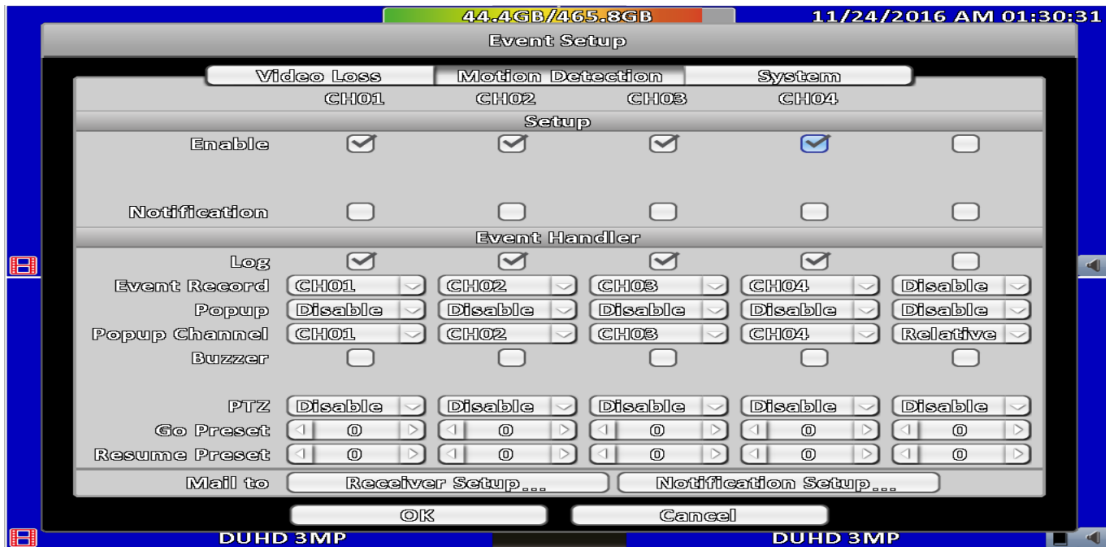 44.4GB/465.8GB 11/24/2016 AM 01:30:31
Event Setup
Video Loss Motion Detection System
CH01 CH02 CH03 CH04
Setup
Enable
Notification
Event Handler
Log
Event Record CH01 CH02 CH03 CH04 Disable
Popup Disable Disable Disable Disable Disable
Popup Channel CH01 CH02 CH03 CH04 Relative
Buzzer
PTZ Disable Disable Disable Disable Disable
Go Preset 0 0 0 0 0
Resume Preset 0 0 0 0 0
Mail to Receiver Setup... Notification Setup...
OK Cancel
DUHD 3MP DUHD 3MP